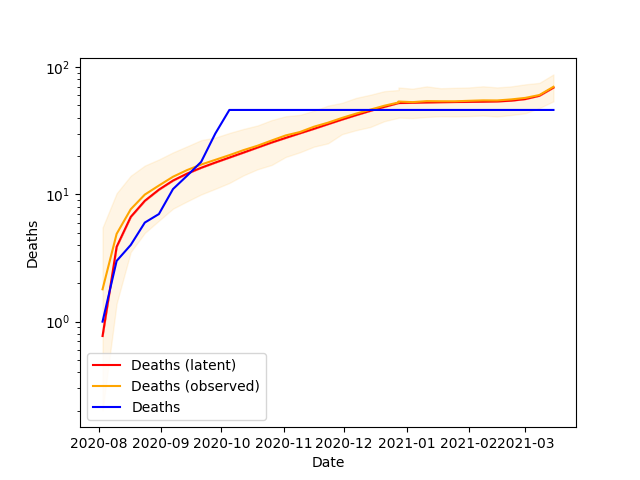 10²
10¹
10⁰
Deaths
Deaths (latent)
Deaths (observed)
Deaths
2020-08 2020-09 2020-10 2020-11 2020-12 2021-01 2021-02 2021-03
Date